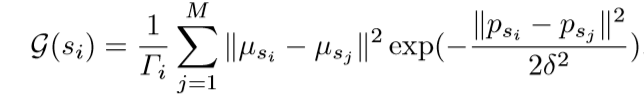 $\mathcal{G}(s_i) = \frac{1}{\Gamma_i} \sum_{j=1}^{M} \|\mu_{s_i} - \mu_{s_j}\|^2 \exp(-\frac{\|p_{s_i} - p_{s_j}\|^2}{2\delta^2})$